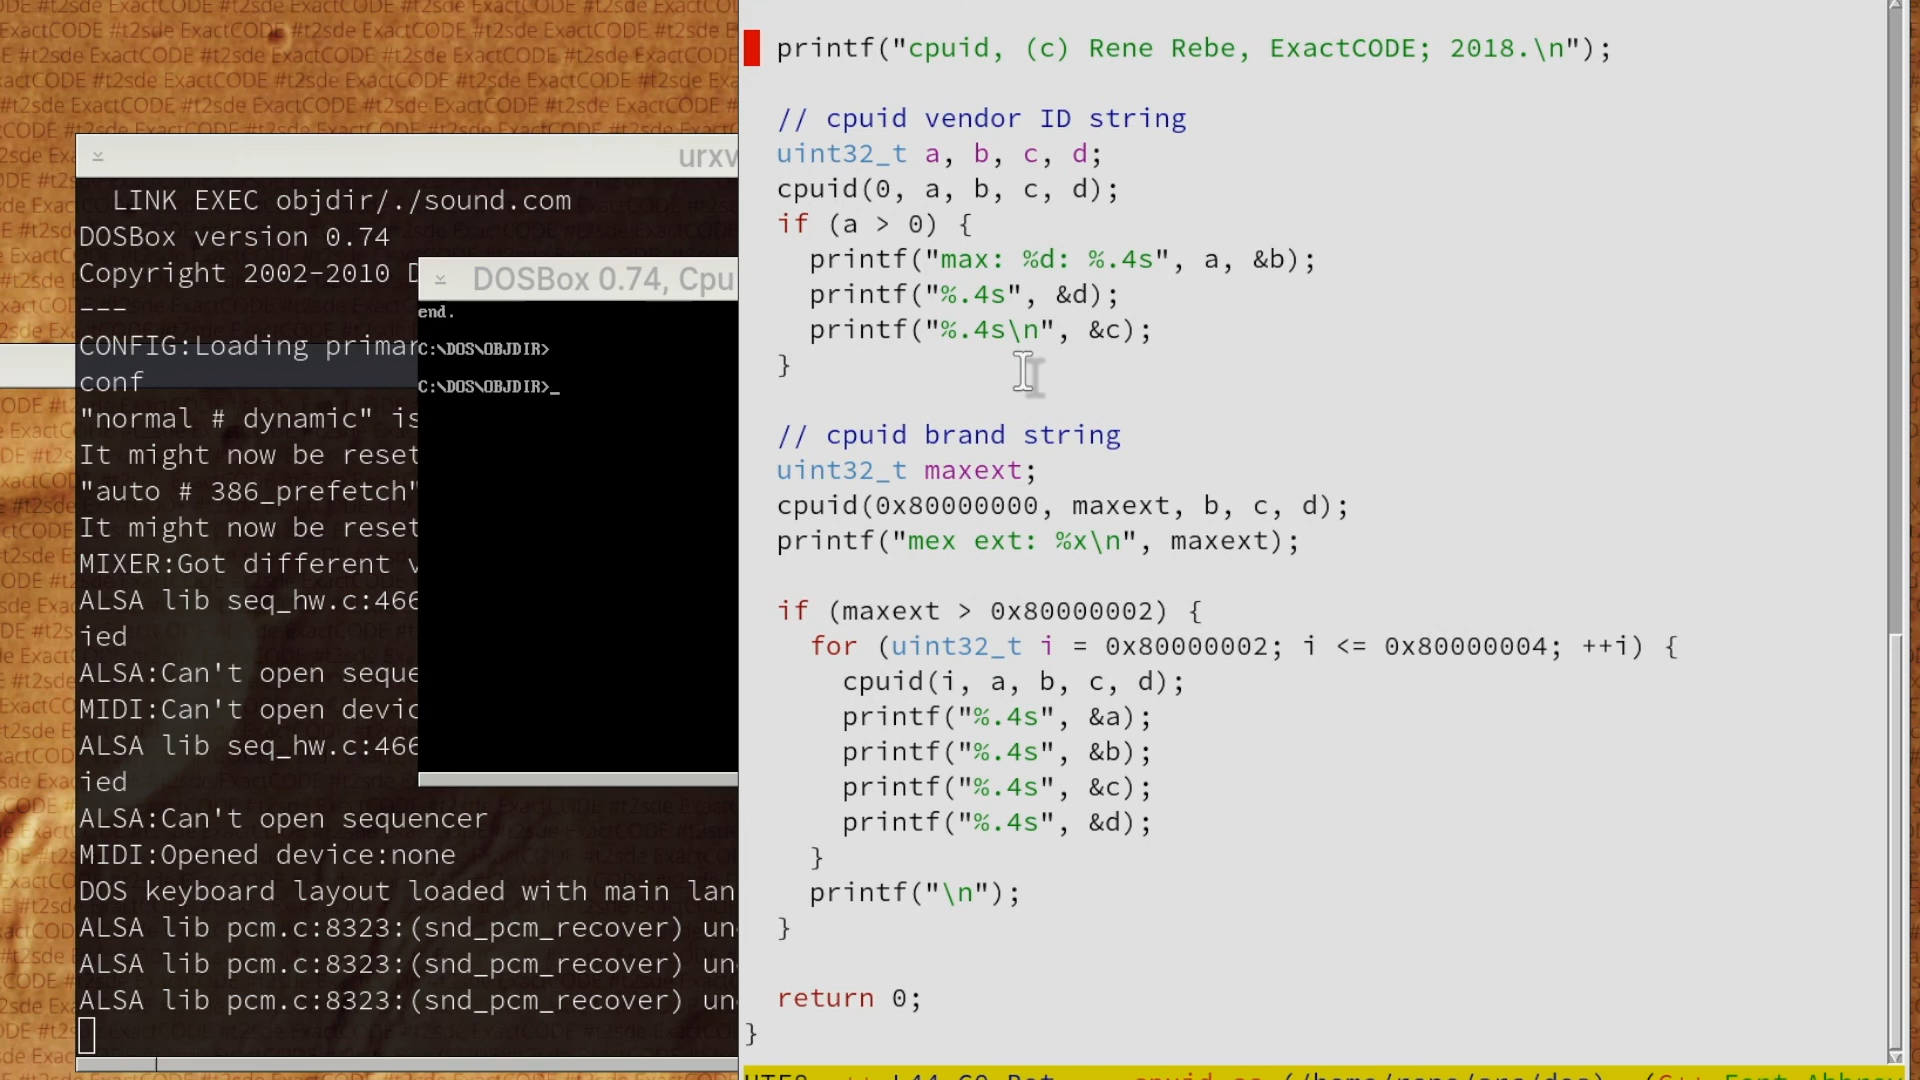 urxv
LINK EXEC objdir/./sound.com
DOSBox version 0.74
Copyright 2002-2010 D
---
CONFIG:Loading primar
conf
"normal # dynamic" is
It might now be reset
"auto # 386_prefetch"
It might now be reset
MIXER:Got different v
ALSA lib seq_hw.c:466
ied
ALSA:Can't open seque
MIDI:Can't open devic
ALSA lib seq_hw.c:466
ied
ALSA:Can't open sequencer
MIDI:Opened device:none
DOS keyboard layout loaded with main lan
ALSA lib pcm.c:8323:(snd_pcm_recover) un
ALSA lib pcm.c:8323:(snd_pcm_recover) un
ALSA lib pcm.c:8323:(snd_pcm_recover) un
DOSBox 0.74, Cpu
end.
C:\DOS\OBJDIR>
C:\DOS\OBJDIR>_
printf("cpuid, (c) Rene Rebe, ExactCODE; 2018.\n");
// cpuid vendor ID string
uint32_t a, b, c, d;
cpuid(0, a, b, c, d);
if (a > 0) {
printf("max: %d: %.4s", a, &b);
printf("%.4s", &d);
printf("%.4s\n", &c);
}
// cpuid brand string
uint32_t maxext;
cpuid(0x80000000, maxext, b, c, d);
printf("mex ext: %x\n", maxext);
if (maxext > 0x80000002) {
for (uint32_t i = 0x80000002; i <= 0x80000004; ++i) {
cpuid(i, a, b, c, d);
printf("%.4s", &a);
printf("%.4s", &b);
printf("%.4s", &c);
printf("%.4s", &d);
}
printf("\n");
}
return 0;
}